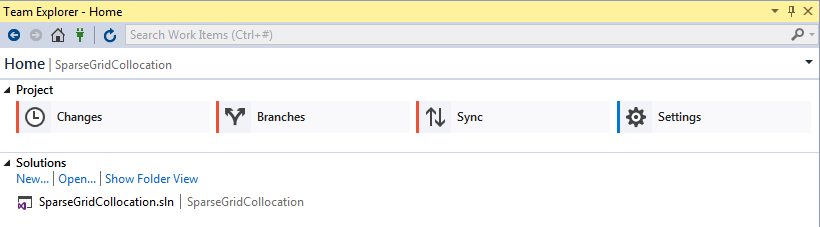 Team Explorer - Home
Search Work Items (Ctrl+#)
Home | SparseGridCollocation
Project
Changes Branches Sync Settings
Solutions
New... | Open... | Show Folder View
SparseGridCollocation.sln | SparseGridCollocation